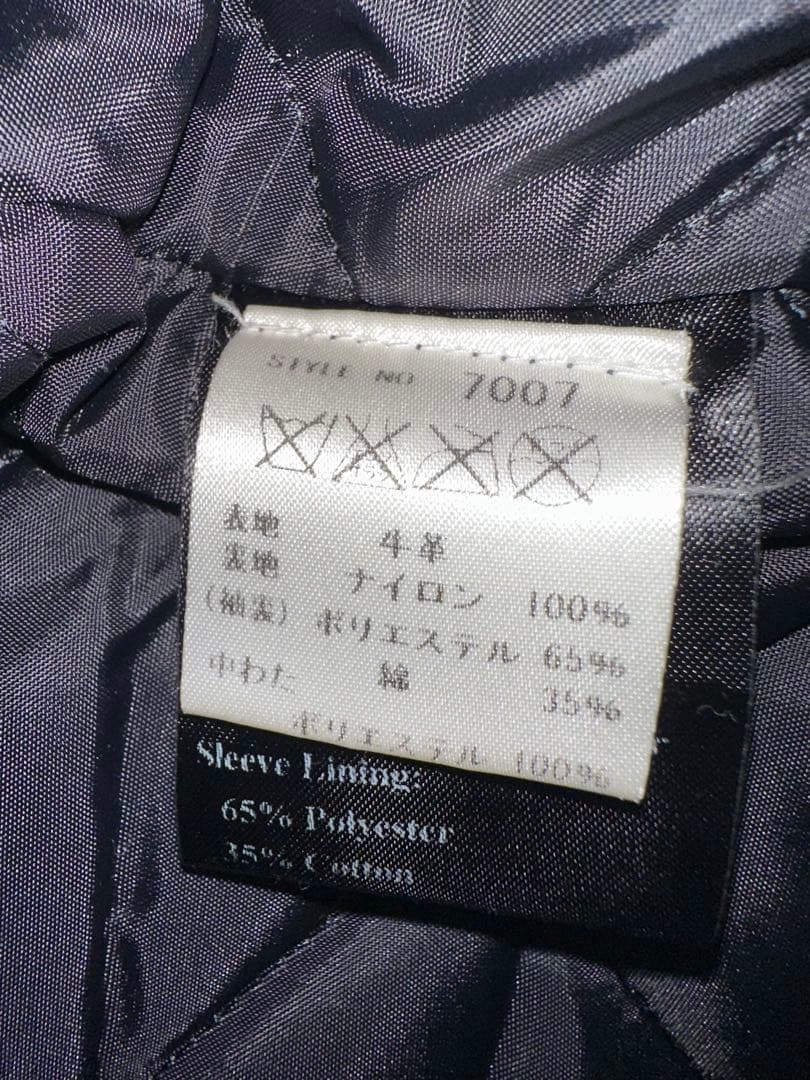 STYLE NO 7007
表地 牛革
裏地 ナイロン 100%
(袖裏) ポリエステル 65%
綿 35%
中わた
ポリエステル 100%
Sleeve Lining:
65% Polyester
35% Cotton